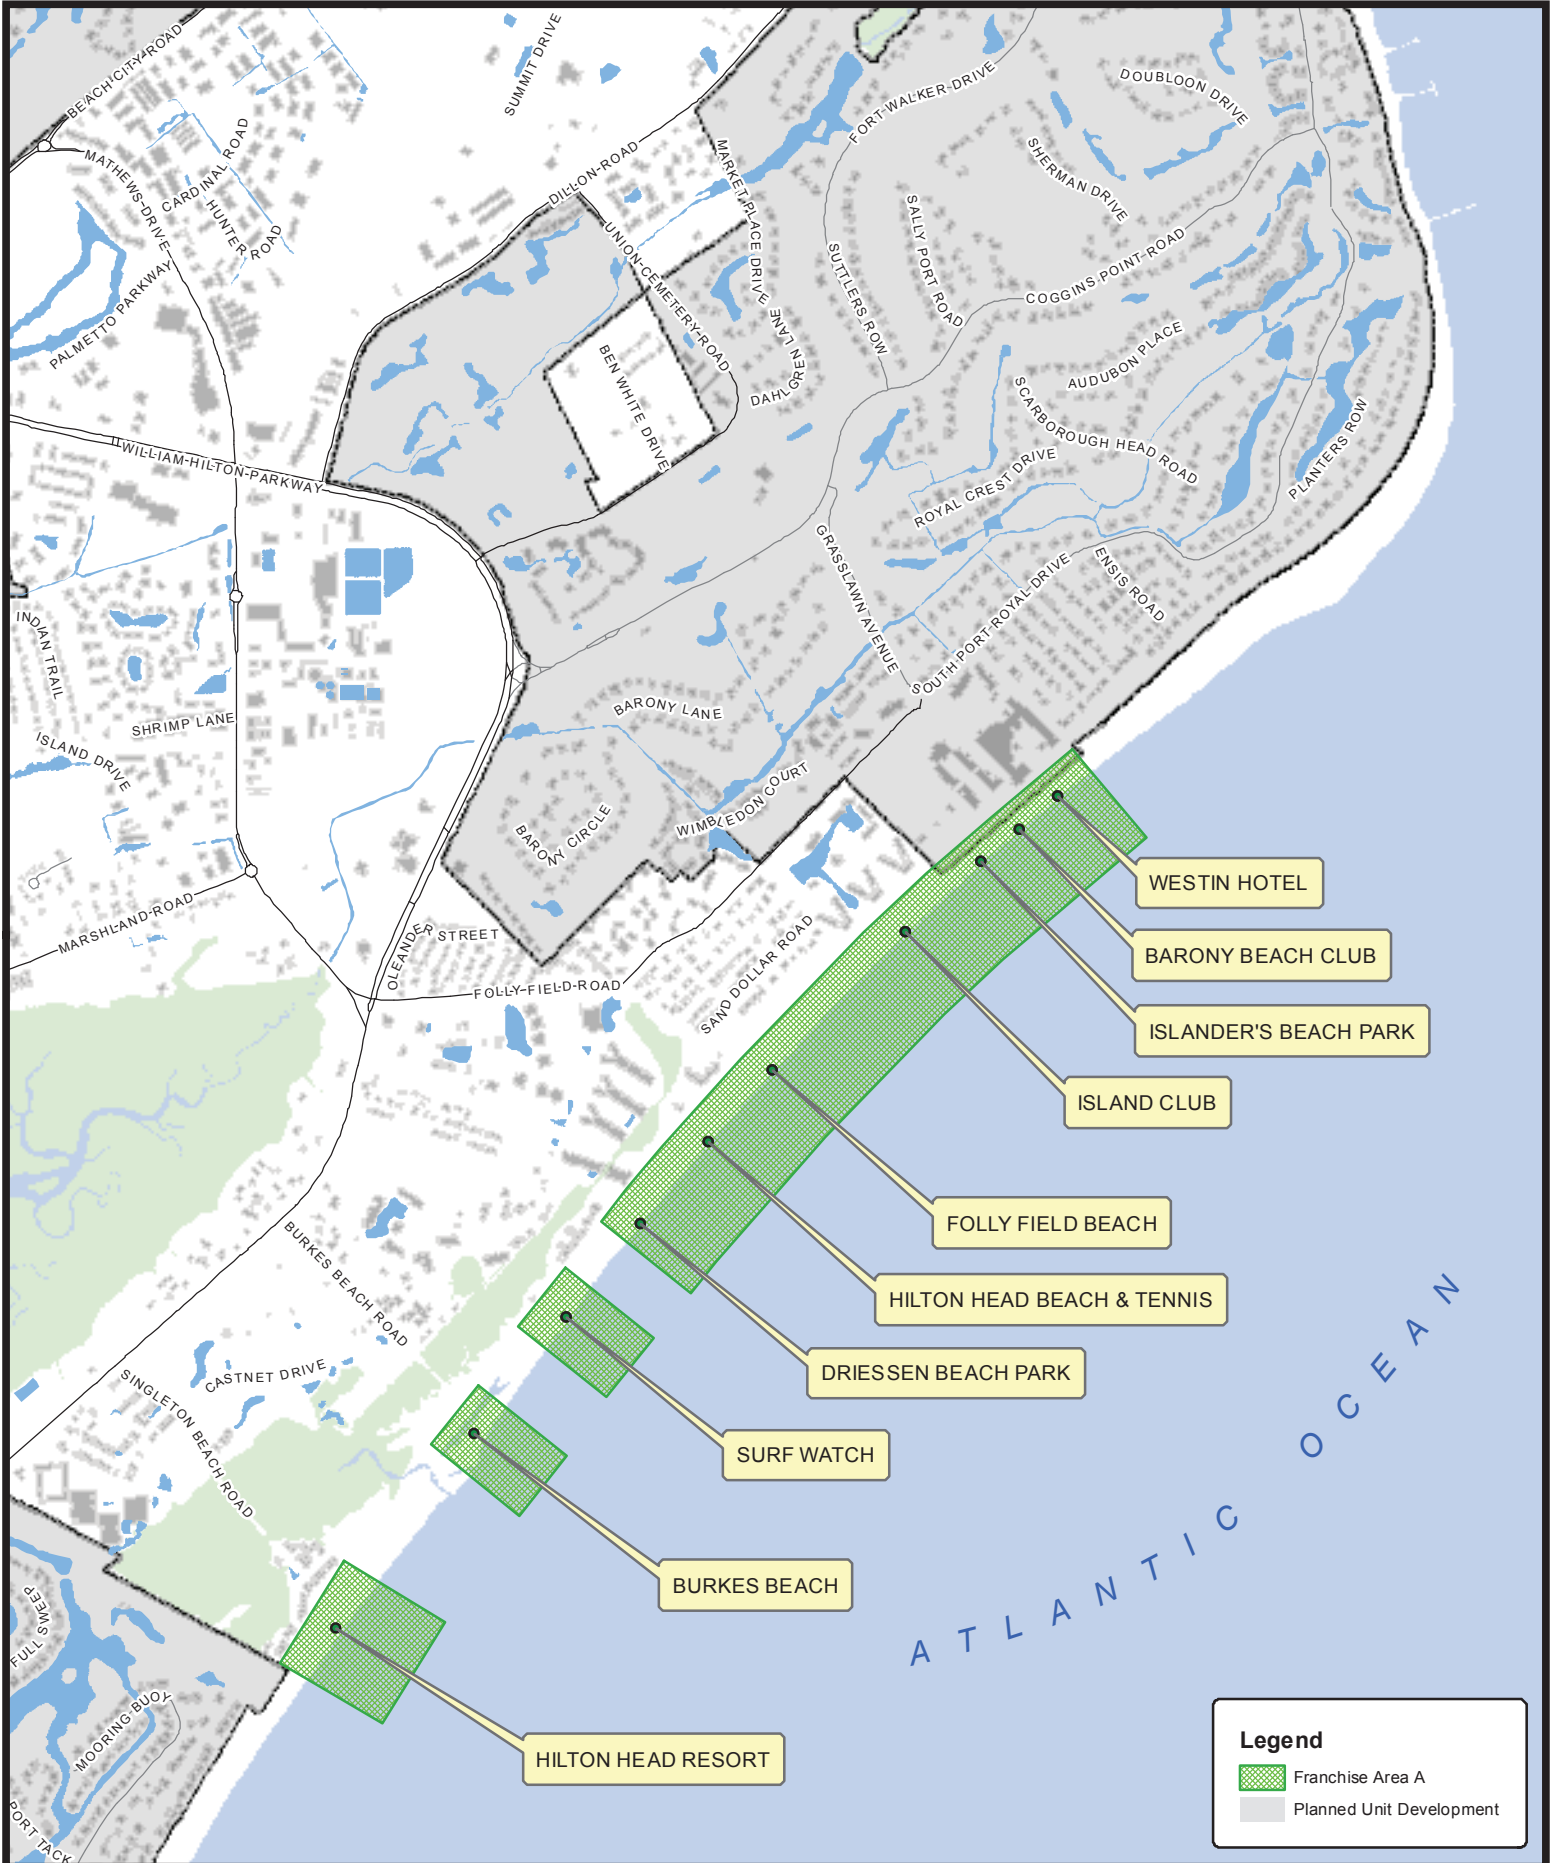 BEACH CITY ROAD
SUMMIT DRIVE
MATHEWS DRIVE
CARDINAL ROAD
HUNTER ROAD
PALMETTO PARKWAY
DILLON ROAD
MARKET PLACE DRIVE
FORT WALKER DRIVE
DOUBLOON DRIVE
SHERMAN DRIVE
UNION CEMETERY ROAD
SUTTLERS ROW
SALLY PORT ROAD
COGGINS POINT ROAD
DAHLGREN LANE
BEN WHITE DRIVE
AUDUBON PLACE
SCARBOROUGH HEAD ROAD
PLANTERS ROW
ROYAL CREST DRIVE
WILLIAM HILTON PARKWAY
GRASSLAWN AVENUE
ENSIS ROAD
SOUTH PORT ROYAL DRIVE
INDIAN TRAIL
SHRIMP LANE
ISLAND DRIVE
BARONY LANE
BARONY CIRCLE
WIMBLEDON COURT
MARSHLAND ROAD
OLEANDER STREET
FOLLY FIELD ROAD
SAND DOLLAR ROAD
WESTIN HOTEL
BARONY BEACH CLUB
ISLANDER'S BEACH PARK
ISLAND CLUB
FOLLY FIELD BEACH
HILTON HEAD BEACH & TENNIS
DRIESSEN BEACH PARK
SURF WATCH
BURKES BEACH
HILTON HEAD RESORT
BURKES BEACH ROAD
CASTNET DRIVE
SINGLETON BEACH ROAD
FULL SWEEP
MOORING BUOY
PORT TACK
ATLANTIC OCEAN
Legend
Franchise Area A
Planned Unit Development